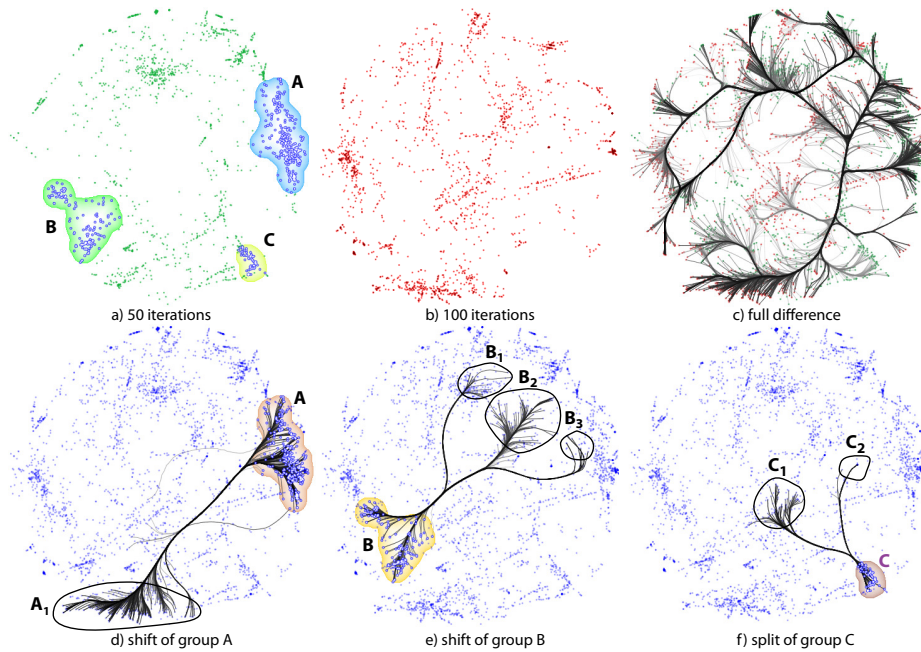 A
B
C
a) 50 iterations
b) 100 iterations
c) full difference
A
A₁
d) shift of group A
B₁
B₂
B₃
B
e) shift of group B
C₁
C₂
C
f) split of group C